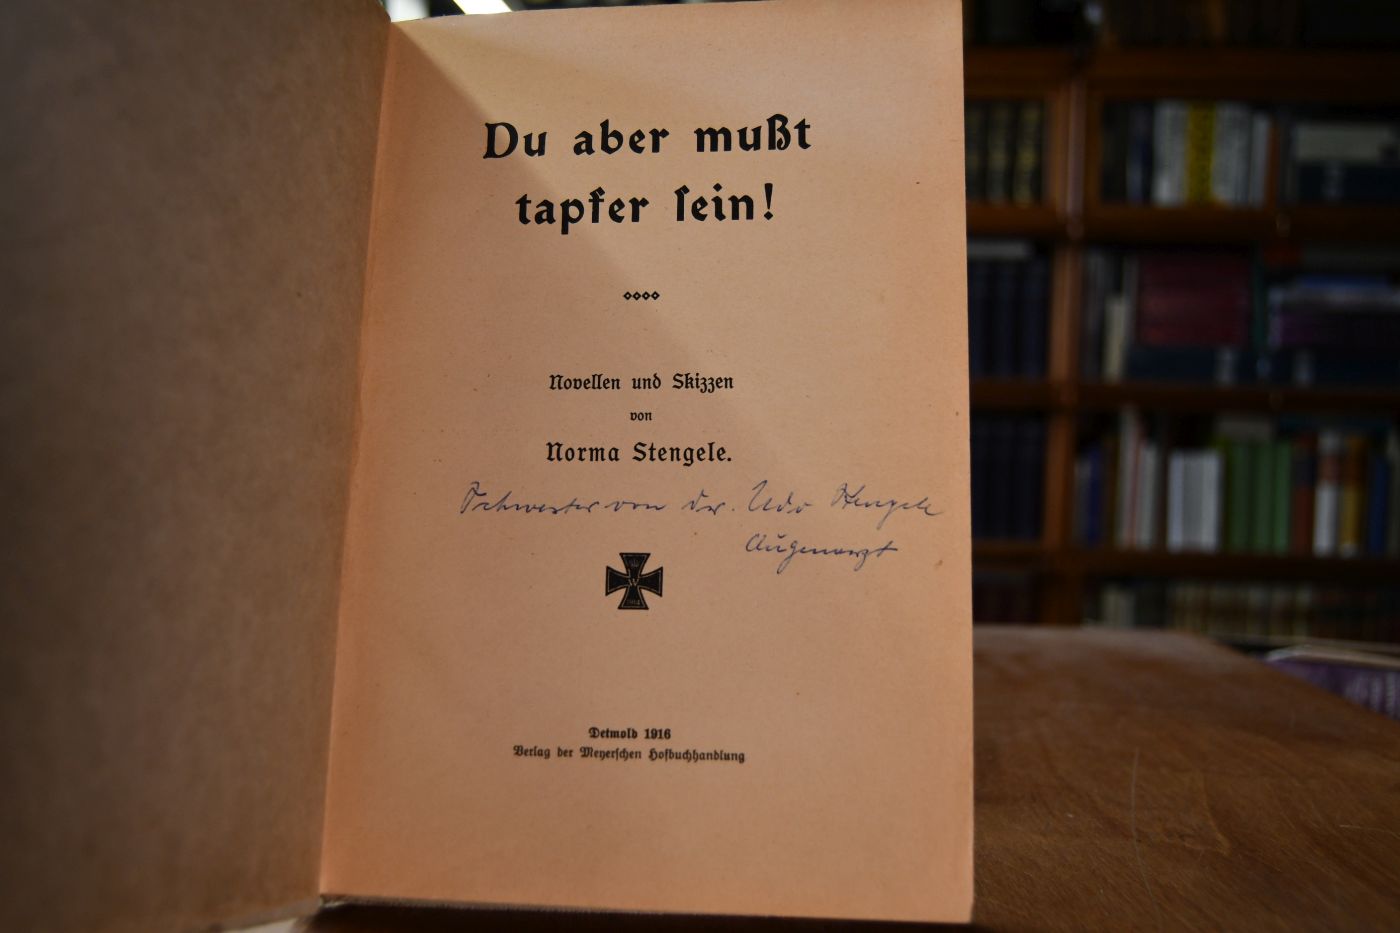 Du aber mußt
tapfer ſein!
Novellen und Skizzen
von
Norma Stengele.
Schwester von Dr. Udo Stengele
Augenarzt
W
1914
Detmold 1916
Verlag der Meyerſchen Hofbuchhandlung